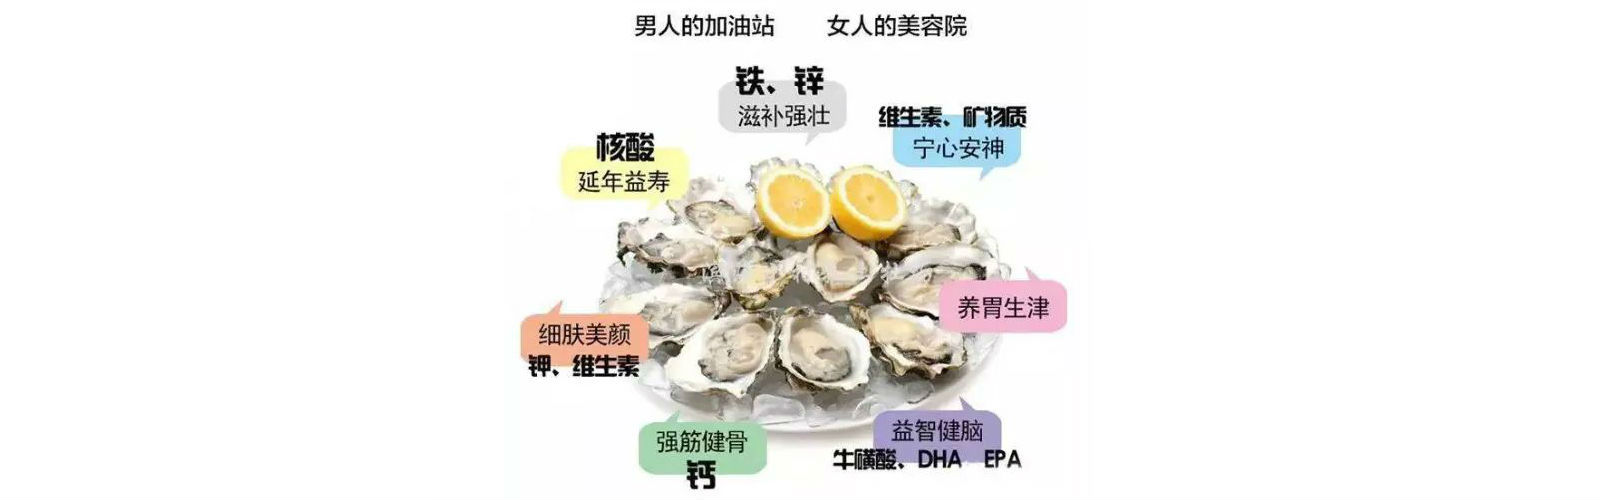 男人的加油站 女人的美容院
铁、锌
滋补强壮
维生素、矿物质
宁心安神
核酸
延年益寿
养胃生津
细肤美颜
钾、维生素
益智健脑
牛磺酸、DHA EPA
强筋健骨
钙